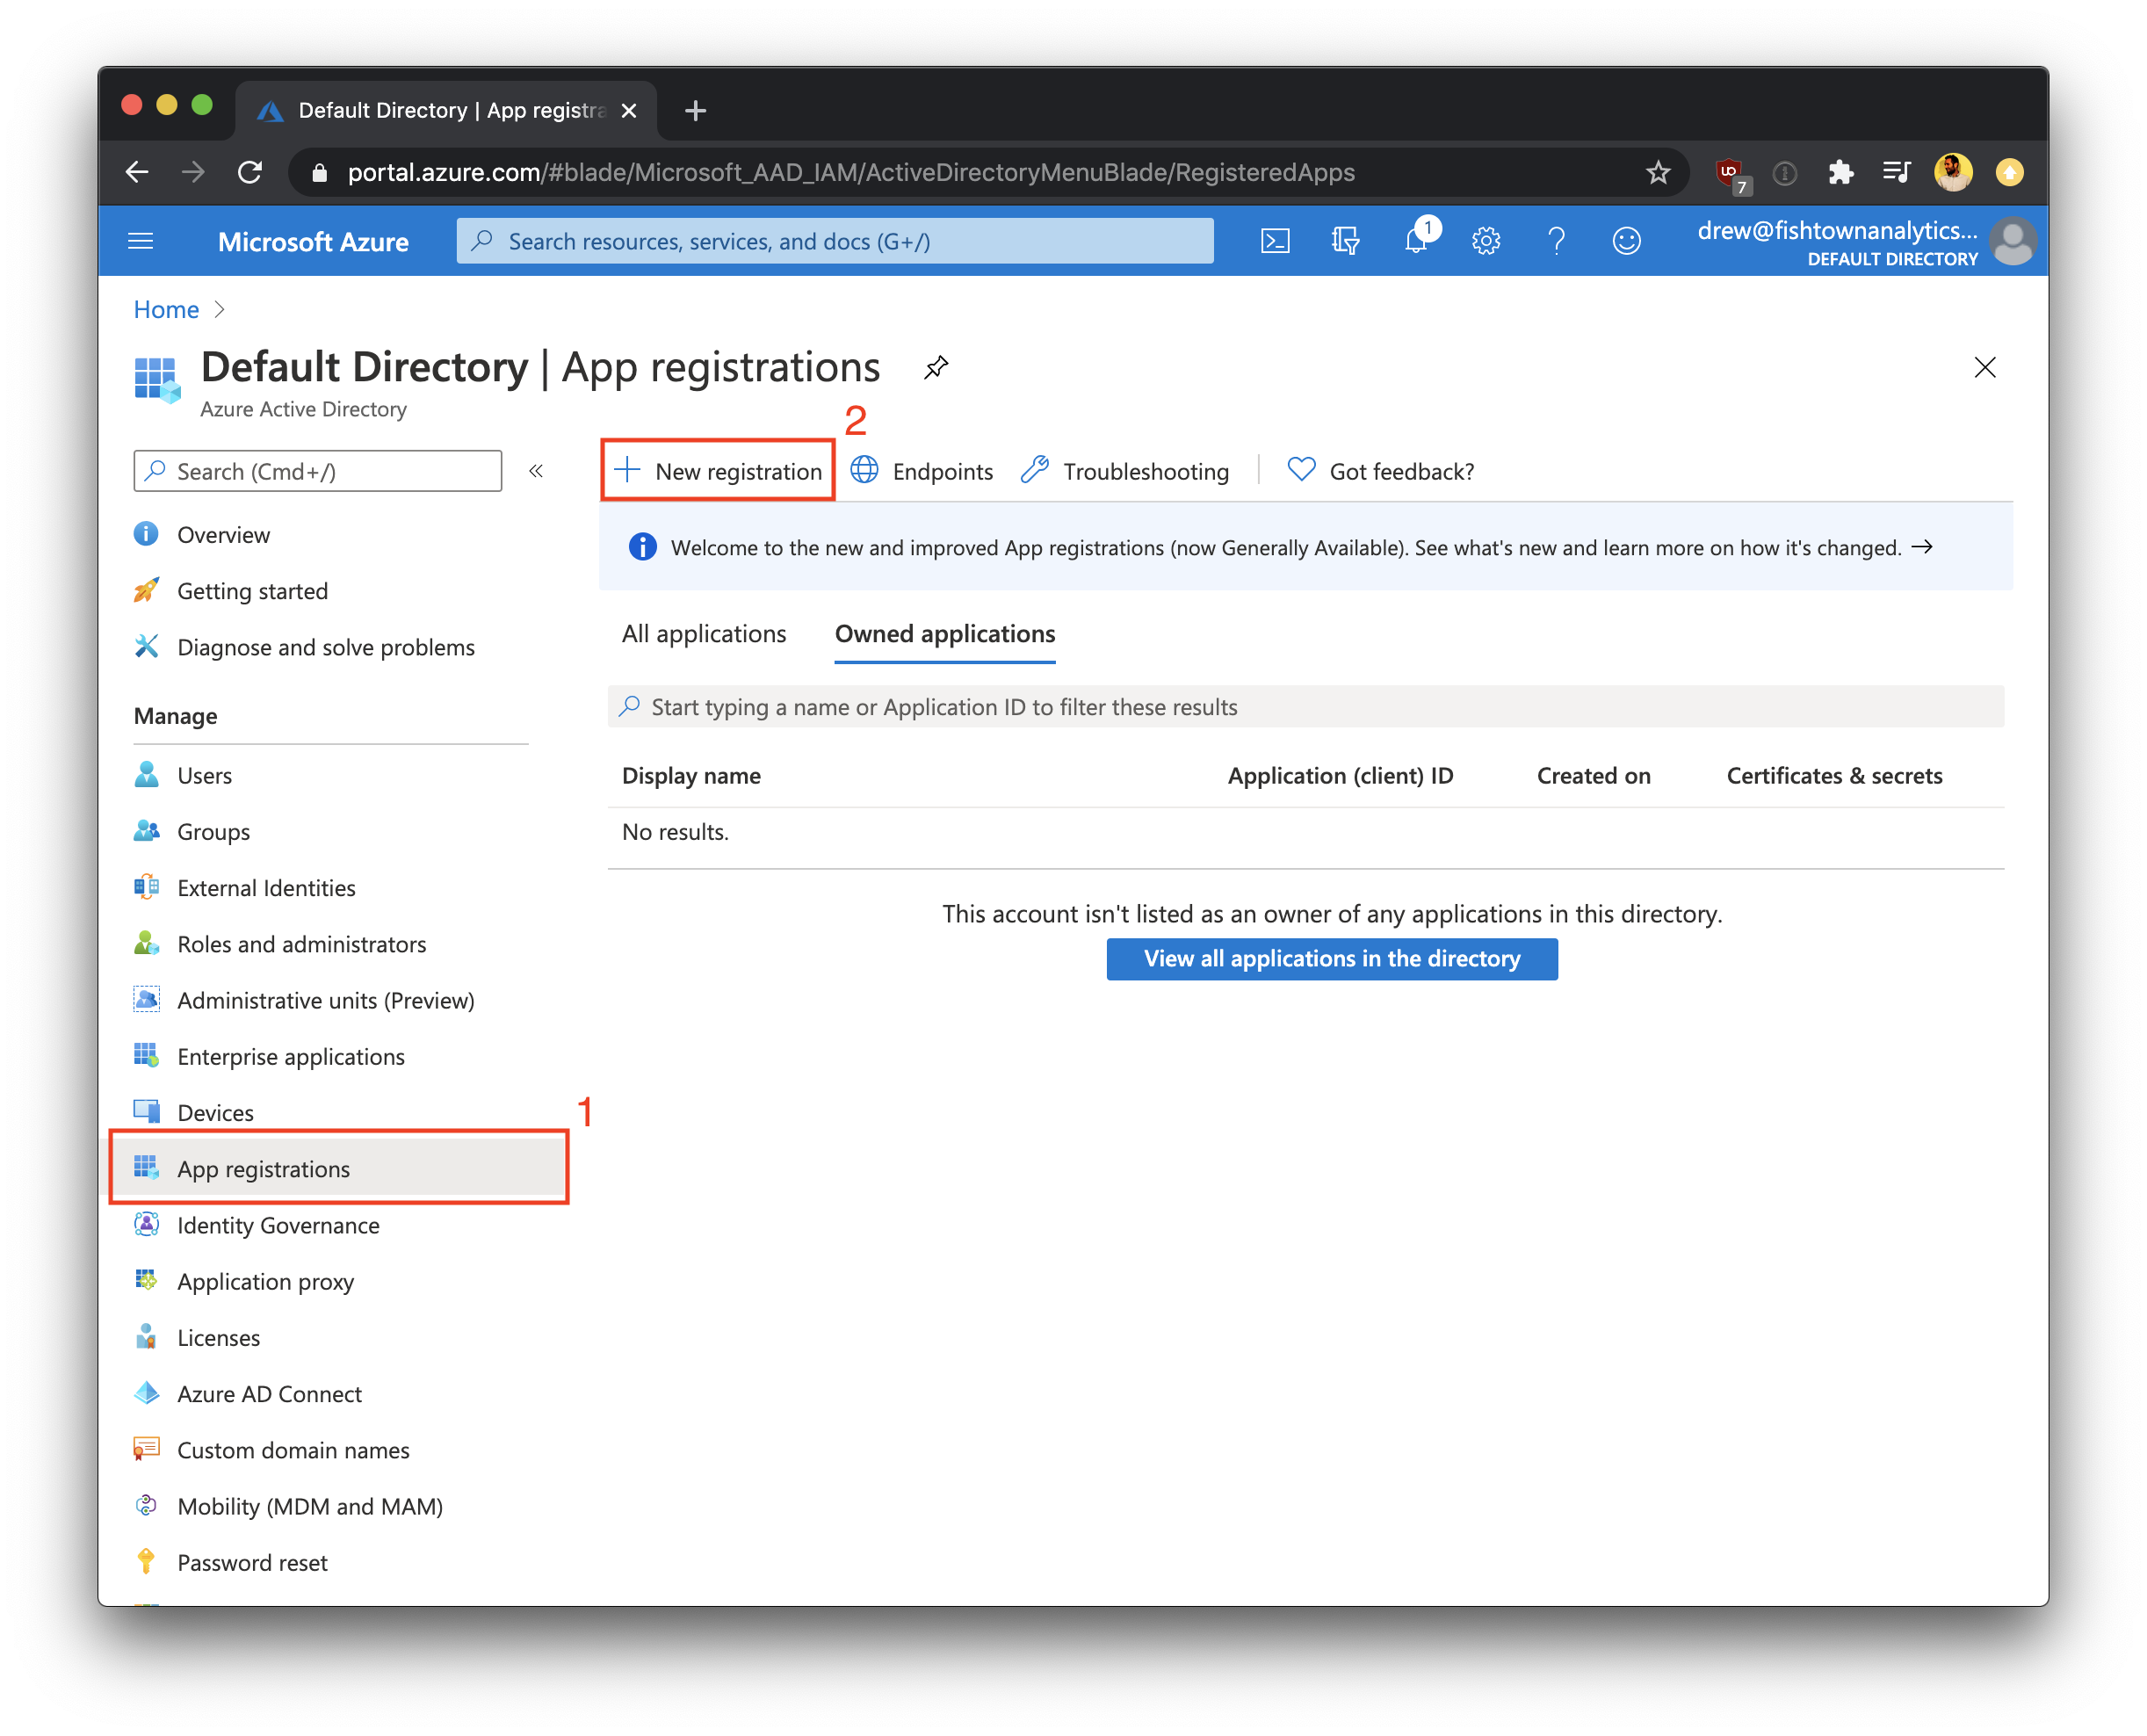 Default Directory | App registra
portal.azure.com/#blade/Microsoft_AAD_IAM/ActiveDirectoryMenuBlade/RegisteredApps
UO
7
Microsoft Azure
Search resources, services, and docs (G+/)
1
drew@fishtownanalytics...
DEFAULT DIRECTORY
Home
Default Directory | App registrations
Azure Active Directory
2
Search (Cmd+/)
«
New registration
Endpoints
Troubleshooting
Got feedback?
Welcome to the new and improved App registrations (now Generally Available). See what's new and learn more on how it's changed. →
All applications
Owned applications
Start typing a name or Application ID to filter these results
Display name
Application (client) ID
Created on
Certificates & secrets
No results.
This account isn't listed as an owner of any applications in this directory.
View all applications in the directory
Overview
Getting started
Diagnose and solve problems
Manage
Users
Groups
External Identities
Roles and administrators
Administrative units (Preview)
Enterprise applications
Devices
1
App registrations
Identity Governance
Application proxy
Licenses
Azure AD Connect
Custom domain names
Mobility (MDM and MAM)
Password reset